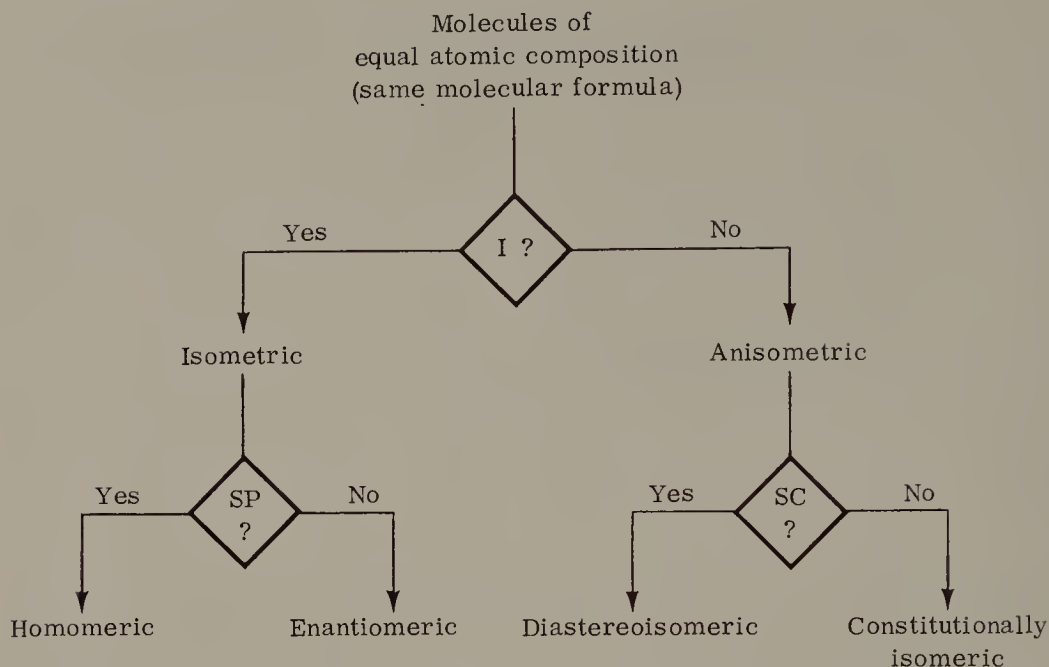 Molecules of
equal atomic composition
(same molecular formula)
Yes
I ?
No
Isometric
Anisometric
Yes
SP
?
No
Yes
SC
?
No
Homomeric
Enantiomeric
Diastereoisomeric
Constitutionally
isomeric